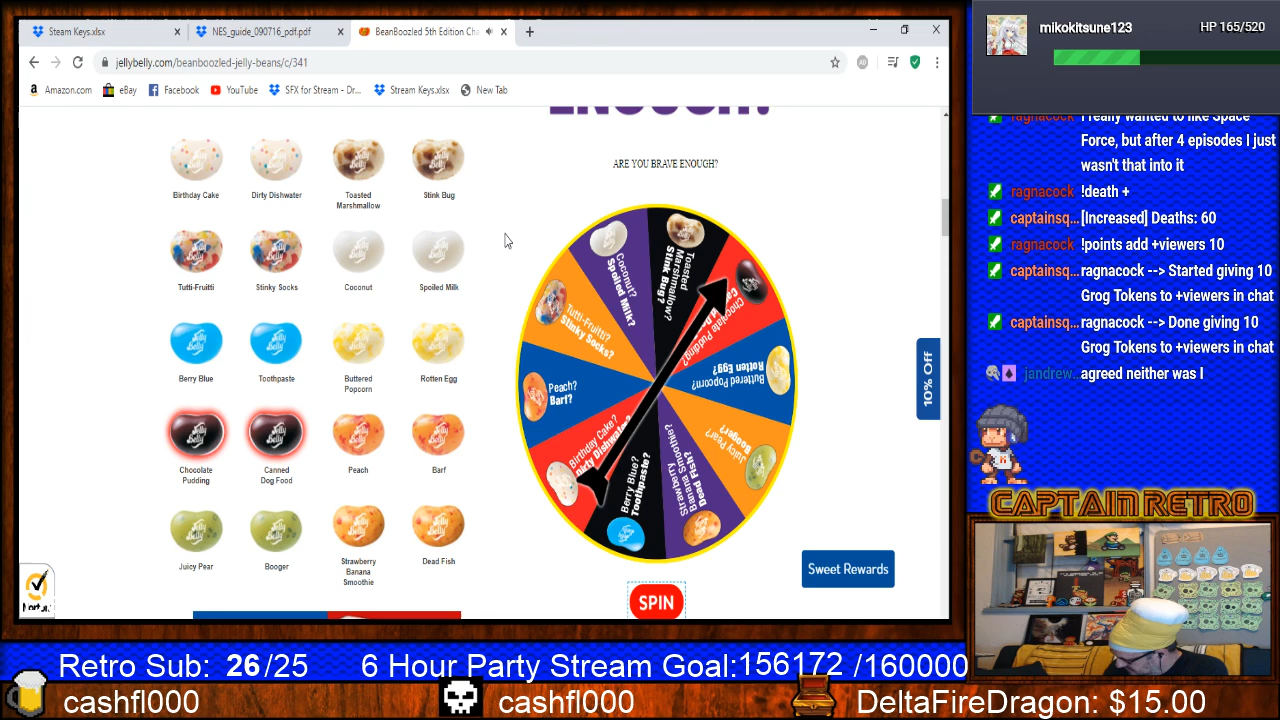 Steam Keys.xlsx
NES_guide_090716_pdf.pdf
BeanBoozled 5th Edition Cha
jellybelly.com/beanboozled-jelly-beans/c/341
Amazon.com
eBay
Facebook
YouTube
SFX for Stream - Dr...
Stream Keys.xlsx
New Tab
ARE YOU BRAVE ENOUGH?
Birthday Cake
Dirty Dishwater
Toasted
Marshmallow
Stink Bug
Tutti-Fruitti
Stinky Socks
Coconut
Spoiled Milk
Berry Blue
Toothpaste
Buttered
Popcorn
Rotten Egg
Chocolate
Pudding
Canned
Dog Food
Peach
Barf
Juicy Pear
Booger
Strawberry
Banana
Smoothie
Dead Fish
Toasted
Marshmallow?
Stink Bug?
Chocolate Pudding?
Buttered Popcorn?
Rotten Egg?
Juicy Pear?
Booger?
Strawberry
Banana Smoothie?
Dead Fish?
Berry Blue?
Toothpaste?
Birthday Cake?
Dirty Dishwater?
Peach?
Barf?
Tutti-Fruitti?
Stinky Socks?
Coconut?
Spoiled Milk?
SPIN
10% Off
Sweet Rewards
mikokitsune123
HP 165/520
ragnacock I really wanted to like Space
Force, but after 4 episodes I just
wasn't that into it
ragnacock !death +
captainsq... [Increased] Deaths: 60
ragnacock !points add +viewers 10
captainsq... ragnacock --> Started giving 10
Grog Tokens to +viewers in chat
captainsq... ragnacock --> Done giving 10
Grog Tokens to +viewers in chat
jandrew... agreed neither was I
CAPTAIN RETRO
Retro Sub: 26/25
6 Hour Party Stream Goal:156172 /160000
cashfl000
cashfl000
DeltaFireDragon: $15.00